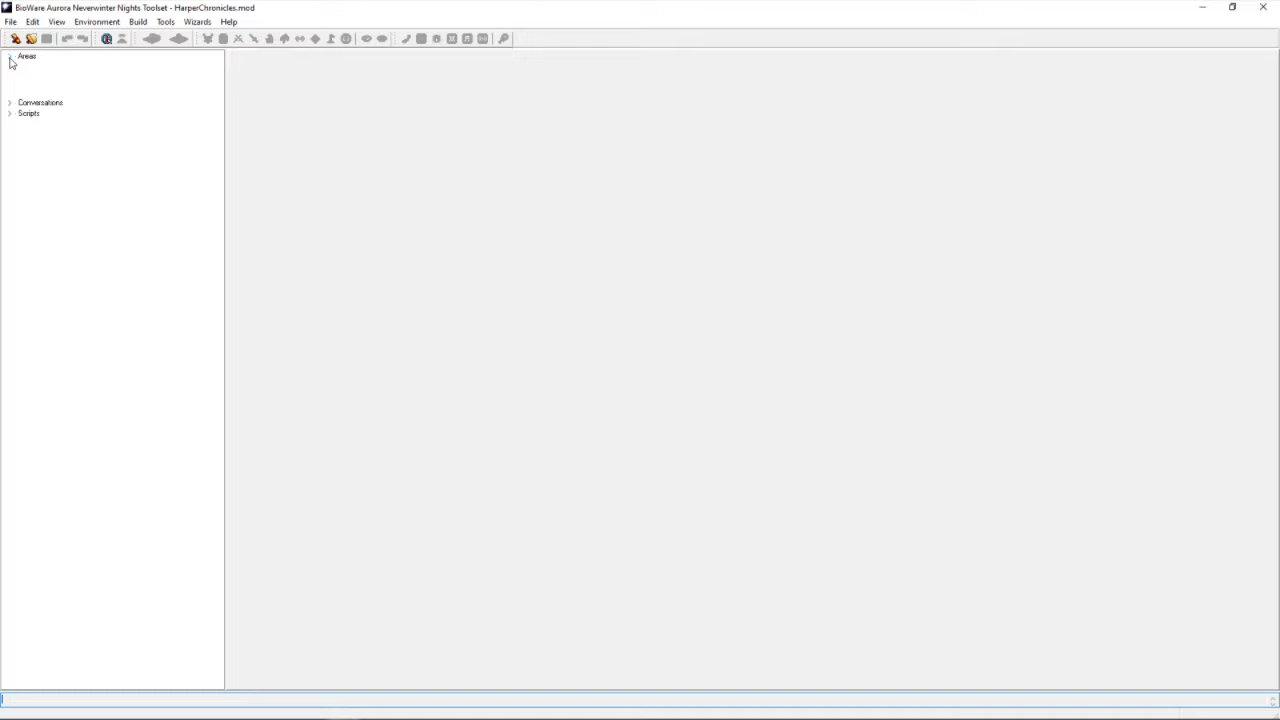 BioWare Aurora Neverwinter Nights Toolset - HarperChronicles.mod
File Edit View Environment Build Tools Wizards Help
Areas
Conversations
Scripts